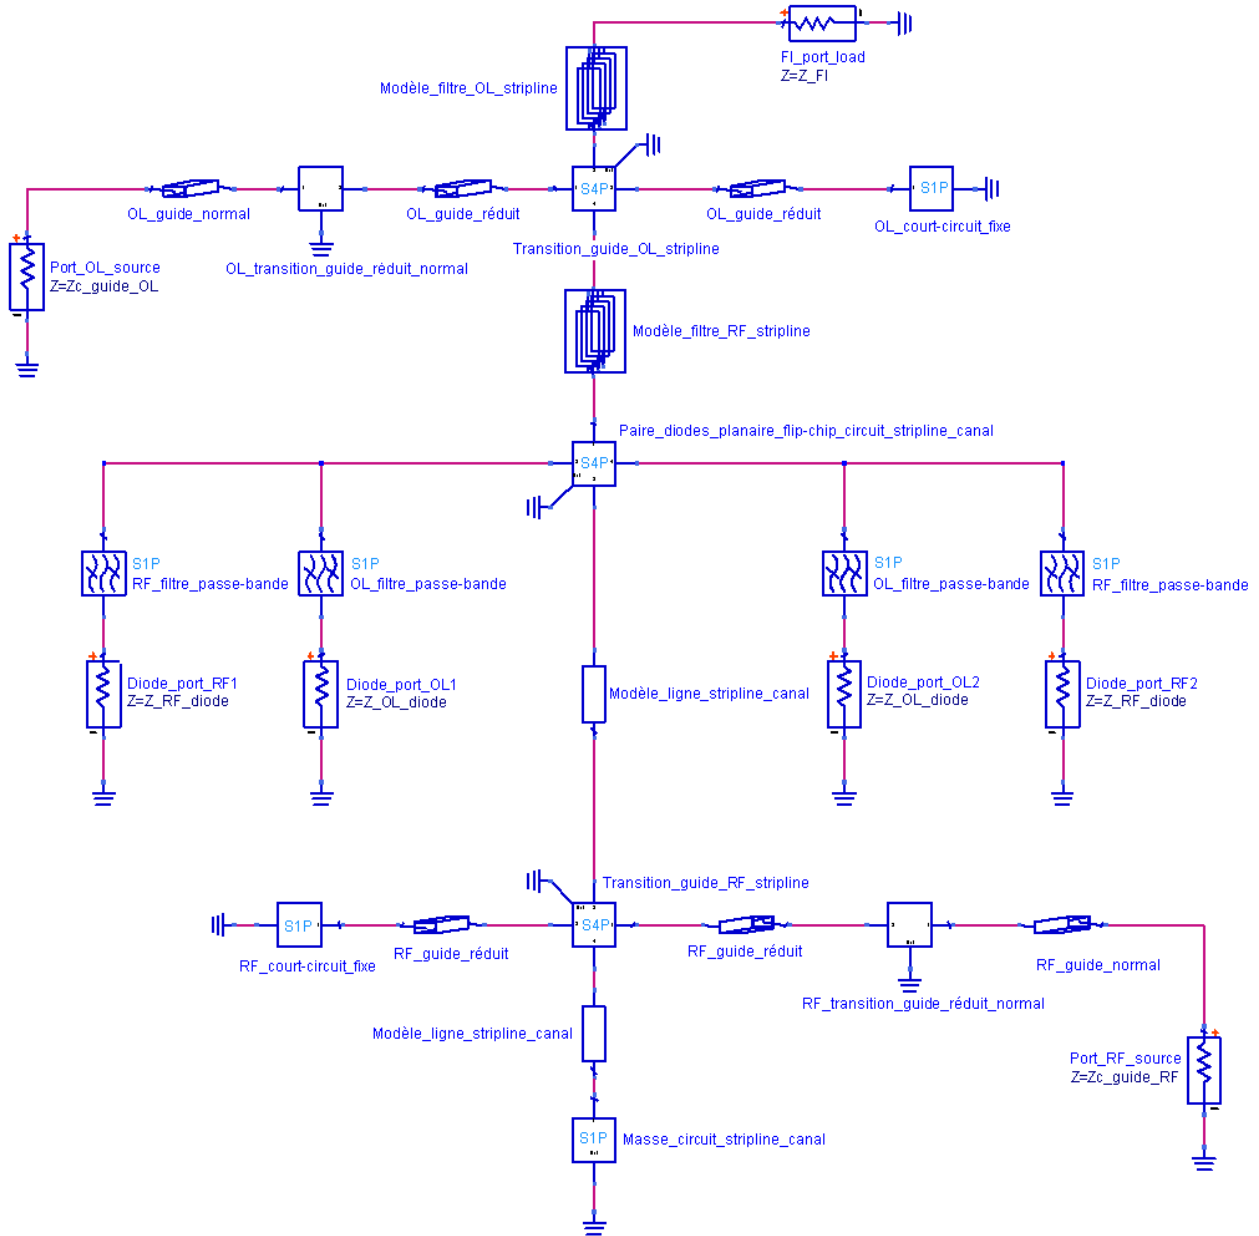 FI_port_load
Z=Z_FI
Modèle_filtre_OL_stripline
S4P
S1P
OL_guide_normal
OL_guide_réduit
OL_guide_réduit
OL_court-circuit_fixe
Transition_guide_OL_stripline
OL_transition_guide_réduit_normal
Port_OL_source
Z=Zc_guide_OL
Modèle_filtre_RF_stripline
Paire_diodes_planaire_flip-chip_circuit_stripline_canal
S4P
S1P
RF_filtre_passe-bande
S1P
OL_filtre_passe-bande
S1P
OL_filtre_passe-bande
S1P
RF_filtre_passe-bande
Diode_port_RF1
Z=Z_RF_diode
Diode_port_OL1
Z=Z_OL_diode
Modèle_ligne_stripline_canal
Diode_port_OL2
Z=Z_OL_diode
Diode_port_RF2
Z=Z_RF_diode
Transition_guide_RF_stripline
S1P
S4P
RF_court-circuit_fixe
RF_guide_réduit
RF_guide_réduit
RF_guide_normal
RF_transition_guide_réduit_normal
Modèle_ligne_stripline_canal
Port_RF_source
Z=Zc_guide_RF
S1P
Masse_circuit_stripline_canal